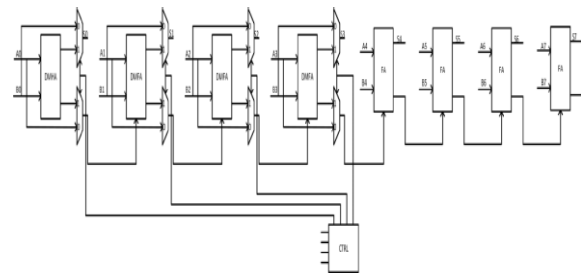 S0
S1
S2
S3
A0
DMHA
B0
A1
DMFA
B1
A2
DMFA
B2
A3
DMFA
B3
A4
FA
B4
S4
A5
FA
B5
S5
A6
FA
B6
S6
A7
FA
B7
S7
CTRL